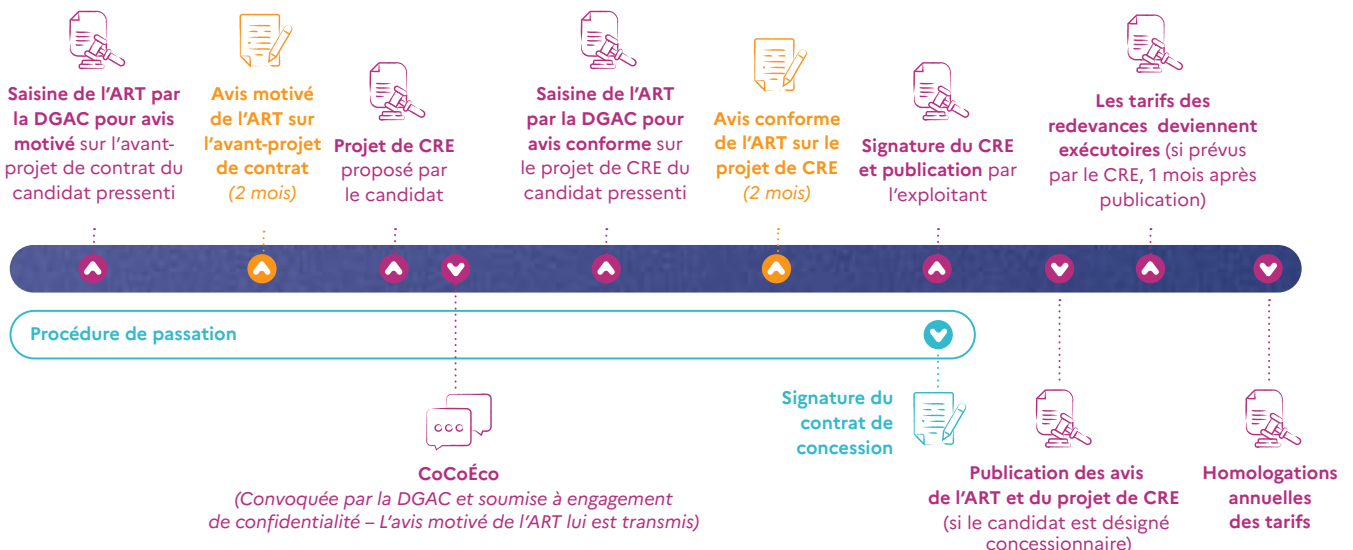 Saisine de l'ART par
la DGAC pour avis
motivé sur l'avant-
projet de contrat du
candidat pressenti
Avis motivé
de l'ART sur
l'avant-projet
de contrat
(2 mois)
Projet de CRE
proposé par
le candidat
Saisine de l'ART
par la DGAC pour
avis conforme sur
le projet de CRE du
candidat pressenti
Avis conforme
de l'ART sur le
projet de CRE
(2 mois)
Signature du CRE
et publication par
l'exploitant
Les tarifs des
redevances deviennent
exécutoires (si prévus
par le CRE, 1 mois après
publication)
Procédure de passation
Signature du
contrat de
concession
CoCoÉco
(Convoquée par la DGAC et soumise à engagement
de confidentialité – L'avis motivé de l'ART lui est transmis)
Publication des avis
de l'ART et du projet de CRE
(si le candidat est désigné
concessionnaire)
Homologations
annuelles
des tarifs